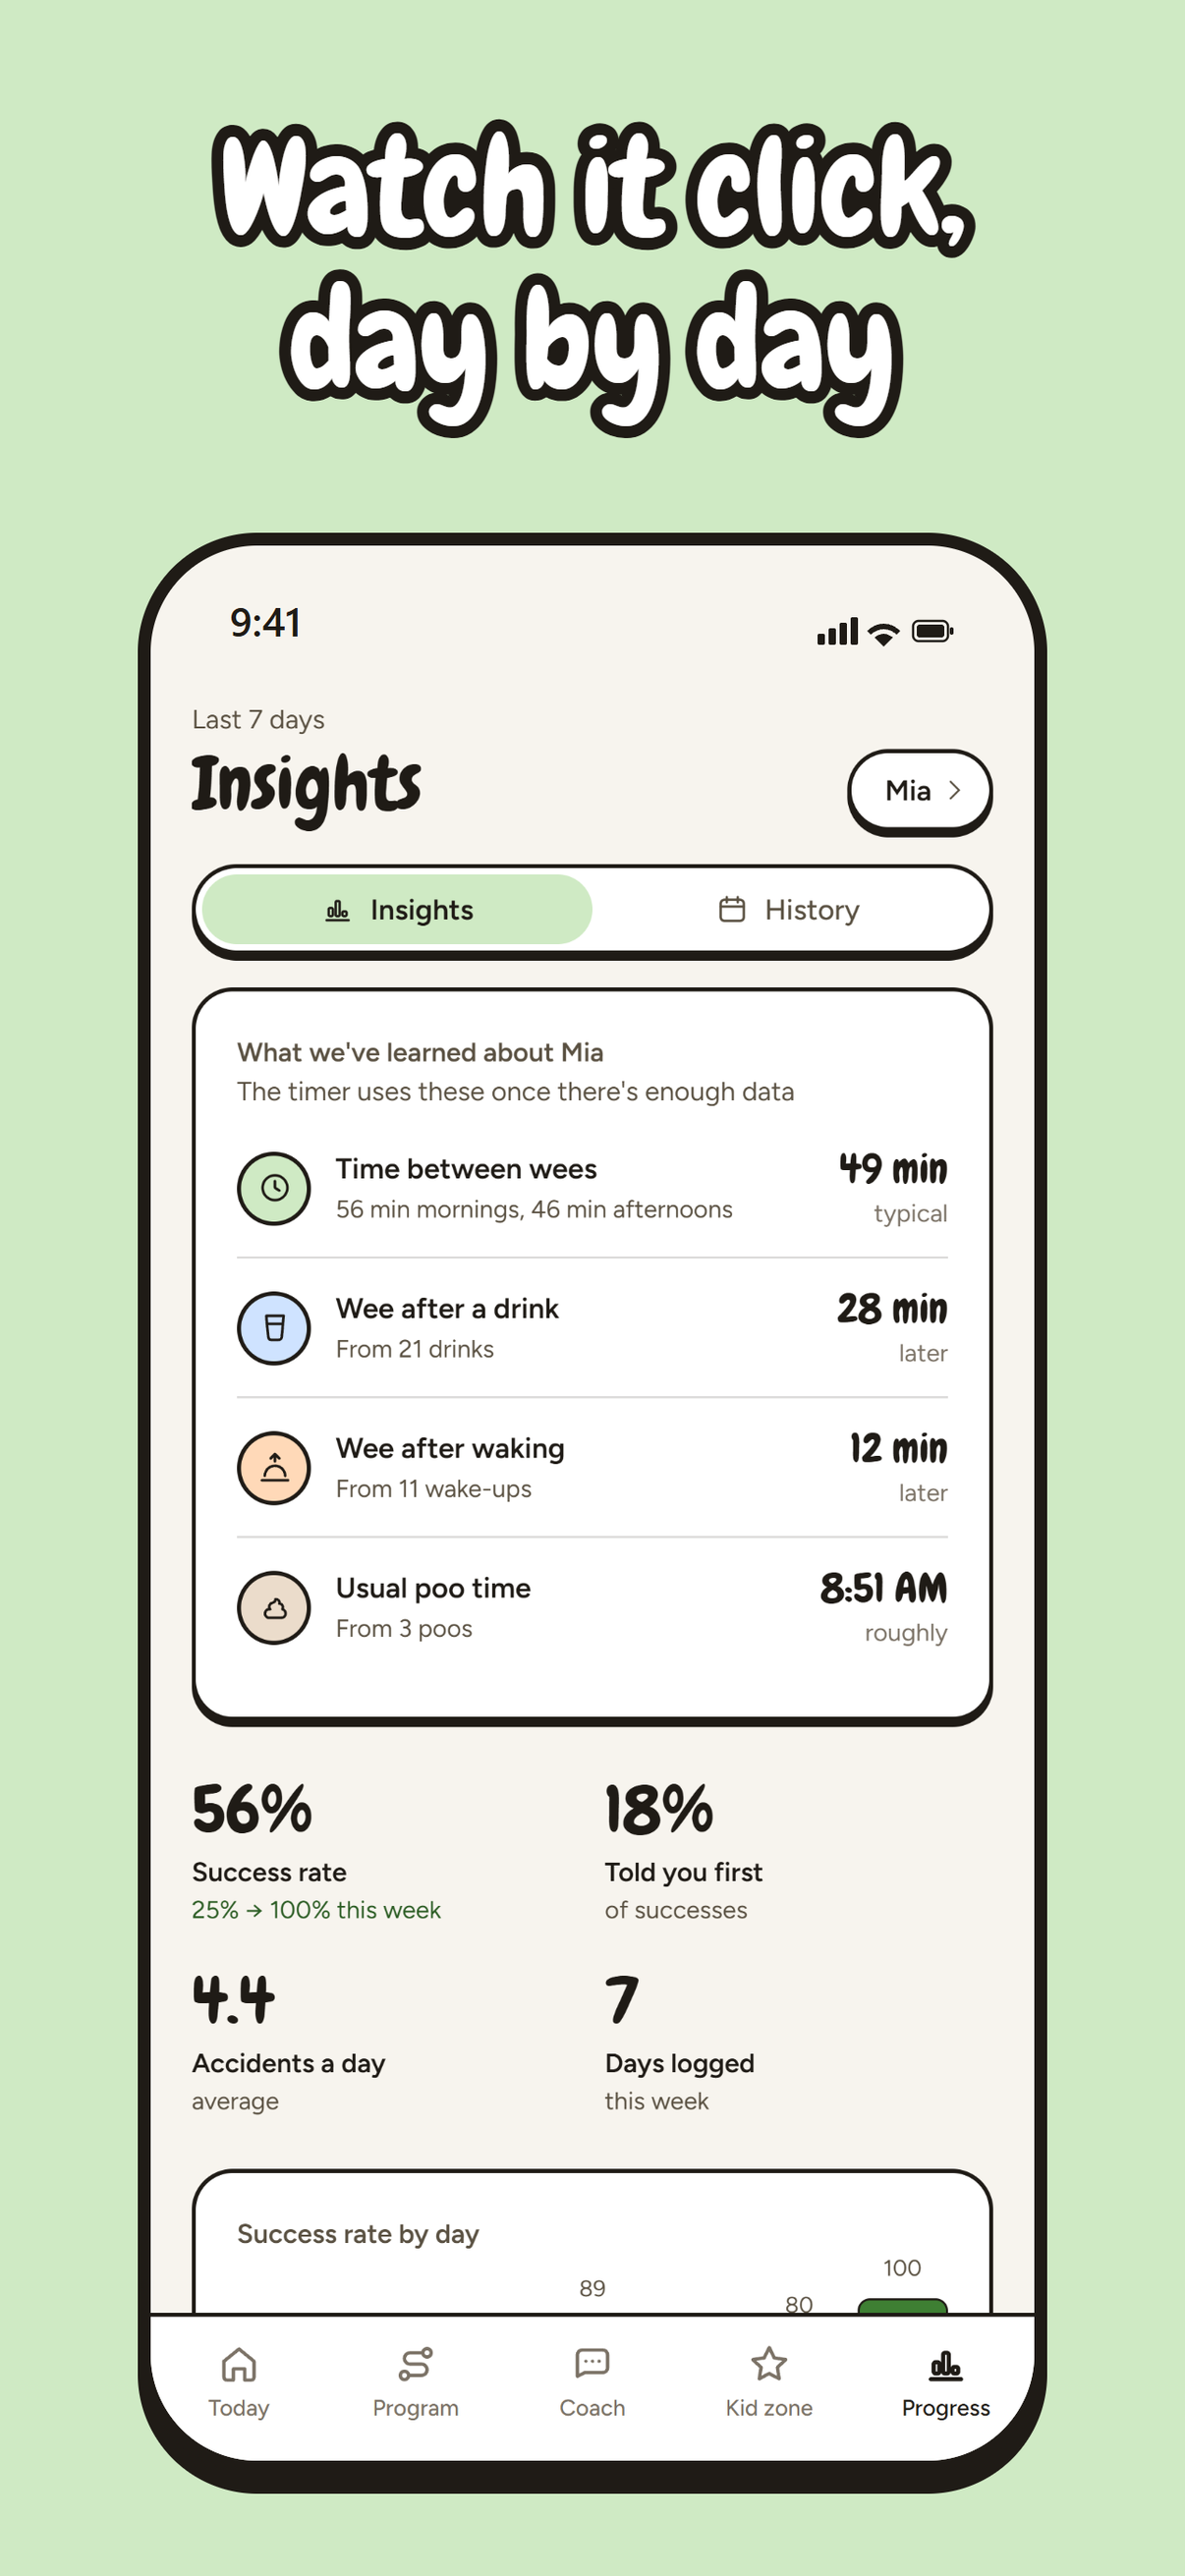 Watch it click,
day by day
9:41
Last 7 days
Insights
Mia
Insights
History
What we've learned about Mia
The timer uses these once there's enough data
Time between wees
49 min
56 min mornings, 46 min afternoons
typical
Wee after a drink
28 min
From 21 drinks
later
Wee after waking
12 min
From 11 wake-ups
later
Usual poo time
8:51 AM
From 3 poos
roughly
56%
18%
Success rate
Told you first
25% → 100% this week
of successes
4.4
7
Accidents a day
Days logged
average
this week
Success rate by day
100
89
80
Today
Program
Coach
Kid zone
Progress